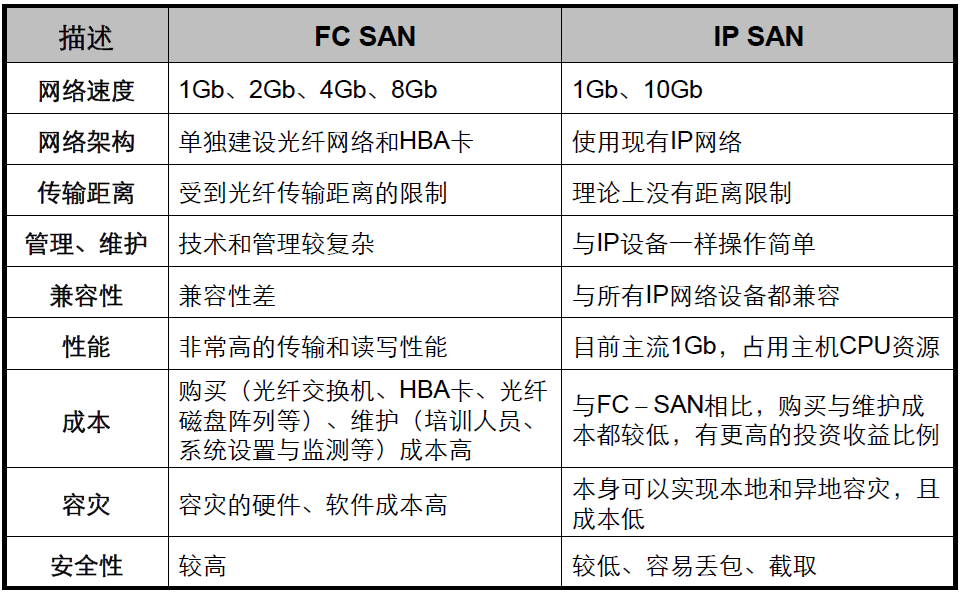 描述 FC SAN IP SAN
网络速度 1Gb、2Gb、4Gb、8Gb 1Gb、10Gb
网络架构 单独建设光纤网络和HBA卡 使用现有IP网络
传输距离 受到光纤传输距离的限制 理论上没有距离限制
管理、维护 技术和管理较复杂 与IP设备一样操作简单
兼容性 兼容性差 与所有IP网络设备都兼容
性能 非常高的传输和读写性能 目前主流1Gb，占用主机CPU资源
成本
购买（光纤交换机、HBA卡、光纤
磁盘阵列等）、维护（培训人员、
系统设置与监测等）成本高
与FC – SAN相比，购买与维护成
本都较低，有更高的投资收益比例
容灾 容灾的硬件、软件成本高
本身可以实现本地和异地容灾，且
成本低
安全性 较高 较低、容易丢包、截取